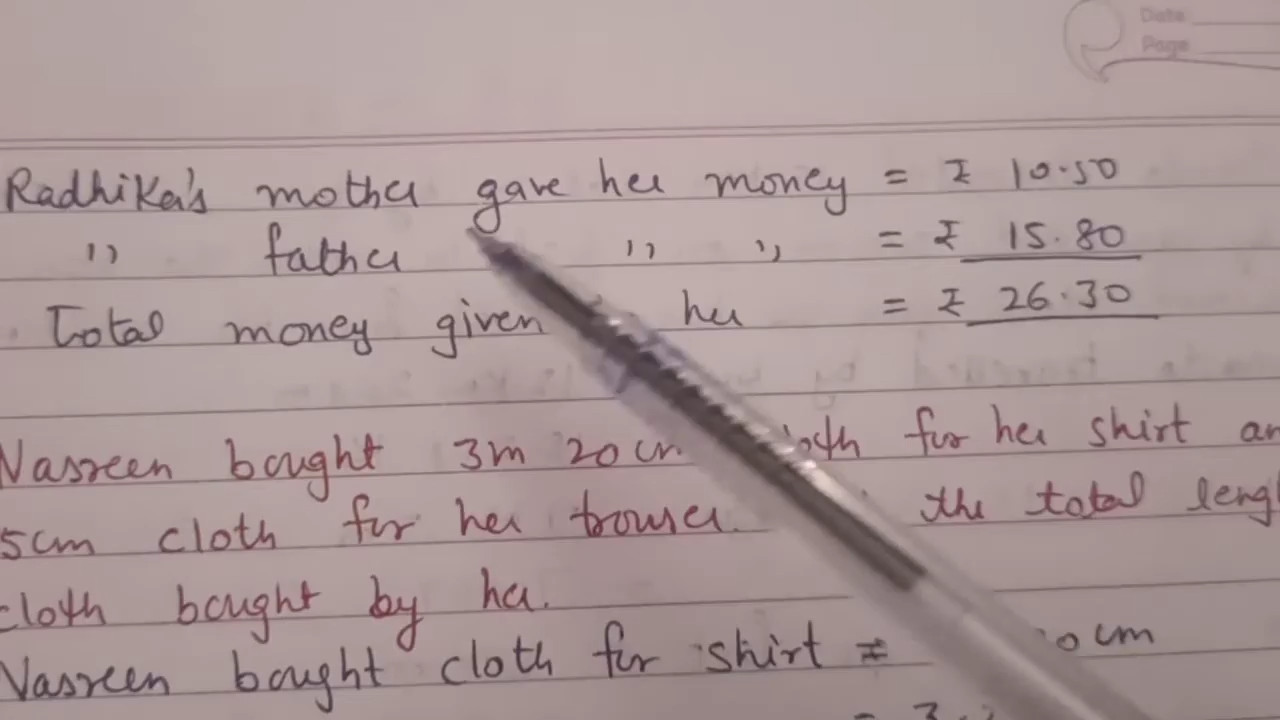 Date
Page
Radhika's mother gave her money = ₹ 10.50
" father " " = ₹ 15.80
Total money given her = ₹ 26.30
Nasreen bought 3m 20cm for her shirt
5cm cloth for her trouser. the total
cloth bought by her.
Nasreen bought cloth for shirt = cm
=